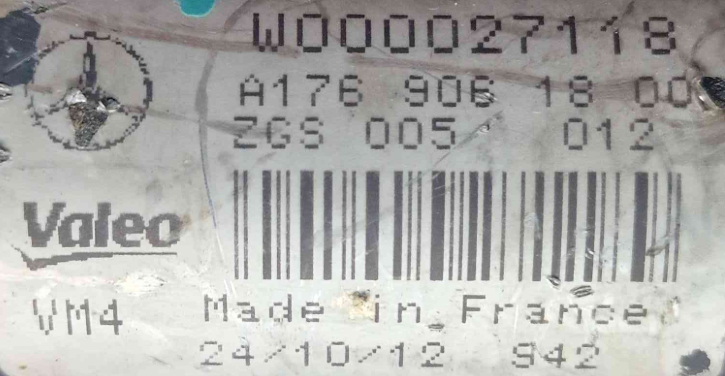 W000027118
A176 906 18 00
ZGS 005 012
Valeo
VM4 Made in France
24/10/12 942